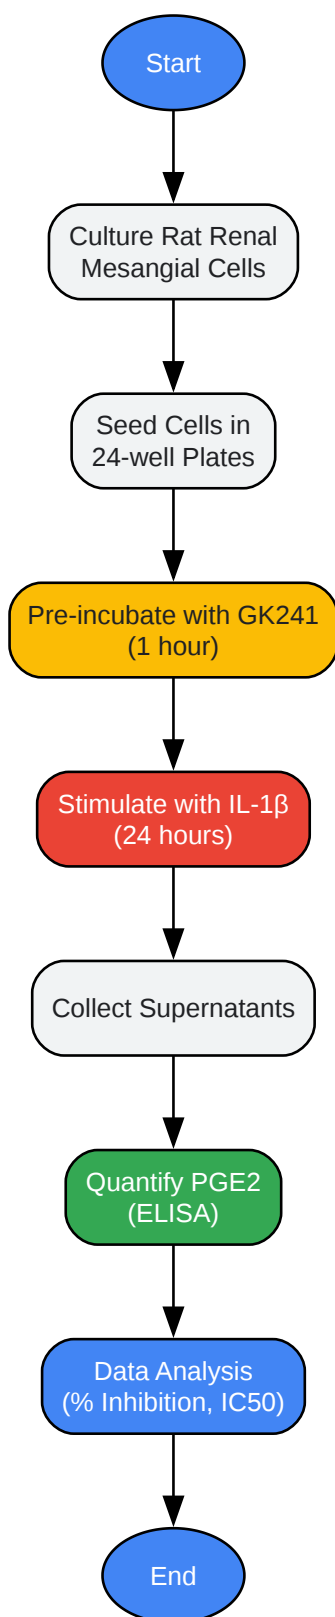 Start
Culture Rat Renal
Mesangial Cells
Seed Cells in
24-well Plates
Pre-incubate with GK241
(1 hour)
Stimulate with IL-1β
(24 hours)
Collect Supernatants
Quantify PGE2
(ELISA)
Data Analysis
(% Inhibition, IC50)
End